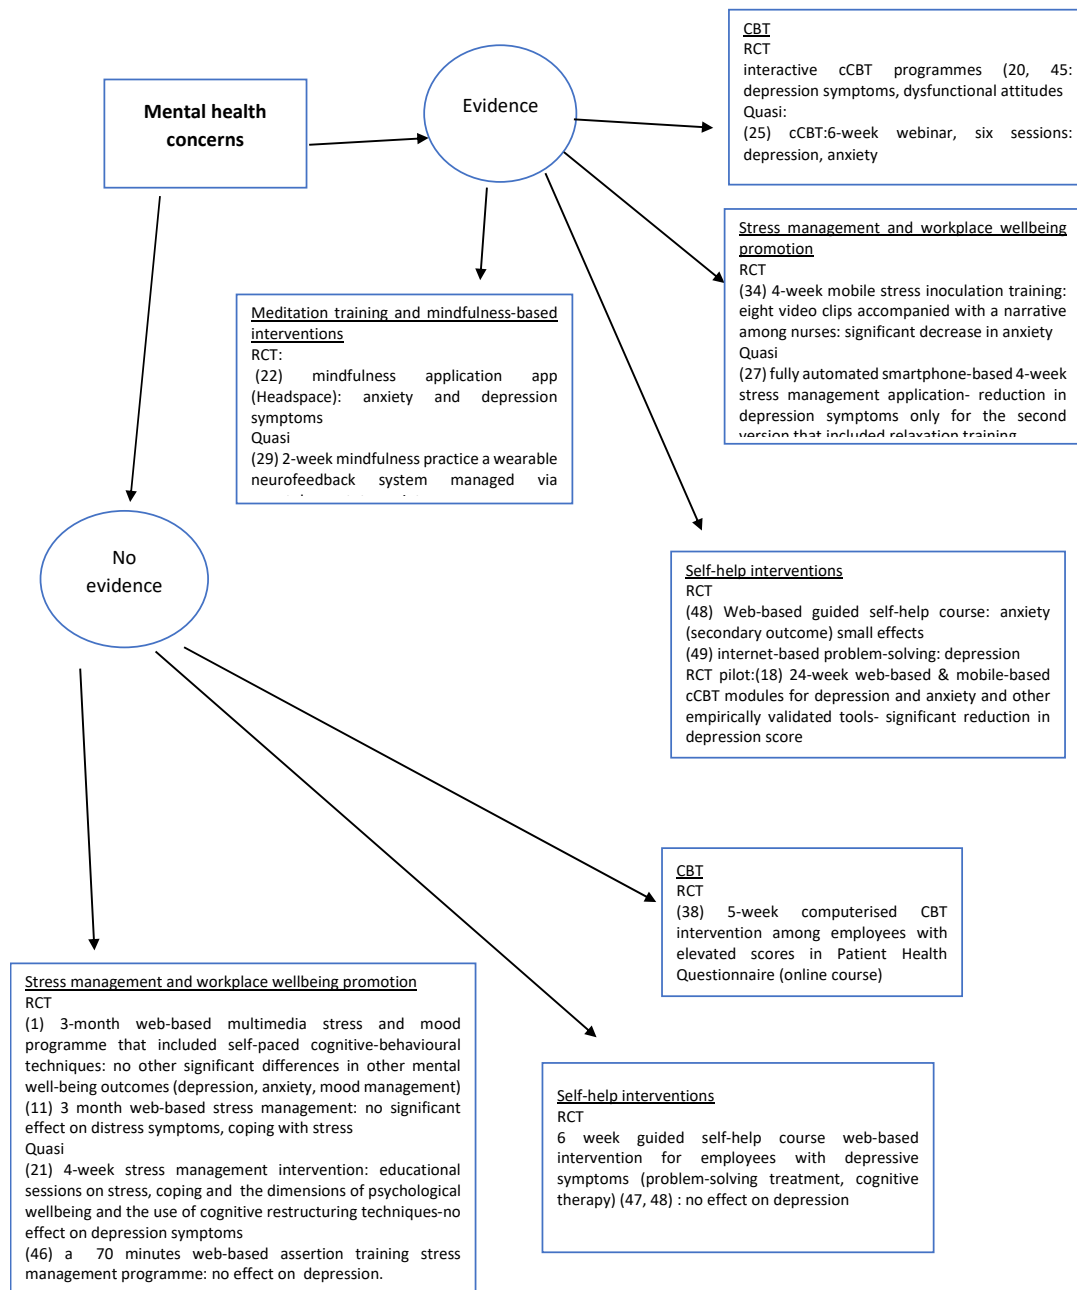 Mental health
concerns
Evidence
CBT
RCT
interactive cCBT programmes (20, 45:
depression symptoms, dysfunctional attitudes
Quasi:
(25) cCBT:6-week webinar, six sessions:
depression, anxiety
Stress management and workplace wellbeing
promotion
RCT
(34) 4-week mobile stress inoculation training:
eight video clips accompanied with a narrative
among nurses: significant decrease in anxiety
Quasi
(27) fully automated smartphone-based 4-week
stress management application- reduction in
depression symptoms only for the second
version that included relaxation training
Meditation training and mindfulness-based
interventions
RCT:
(22) mindfulness application app
(Headspace): anxiety and depression
symptoms
Quasi
(29) 2-week mindfulness practice a wearable
neurofeedback system managed via
No
evidence
Self-help interventions
RCT
(48) Web-based guided self-help course: anxiety
(secondary outcome) small effects
(49) internet-based problem-solving: depression
RCT pilot:(18) 24-week web-based & mobile-based
cCBT modules for depression and anxiety and other
empirically validated tools- significant reduction in
depression score
CBT
RCT
(38) 5-week computerised CBT
intervention among employees with
elevated scores in Patient Health
Questionnaire (online course)
Stress management and workplace wellbeing promotion
RCT
(1) 3-month web-based multimedia stress and mood
programme that included self-paced cognitive-behavioural
techniques: no other significant differences in other mental
well-being outcomes (depression, anxiety, mood management)
(11) 3 month web-based stress management: no significant
effect on distress symptoms, coping with stress
Quasi
(21) 4-week stress management intervention: educational
sessions on stress, coping and the dimensions of psychological
wellbeing and the use of cognitive restructuring techniques-no
effect on depression symptoms
(46) a 70 minutes web-based assertion training stress
management programme: no effect on depression.
Self-help interventions
RCT
6 week guided self-help course web-based
intervention for employees with depressive
symptoms (problem-solving treatment, cognitive
therapy) (47, 48) : no effect on depression